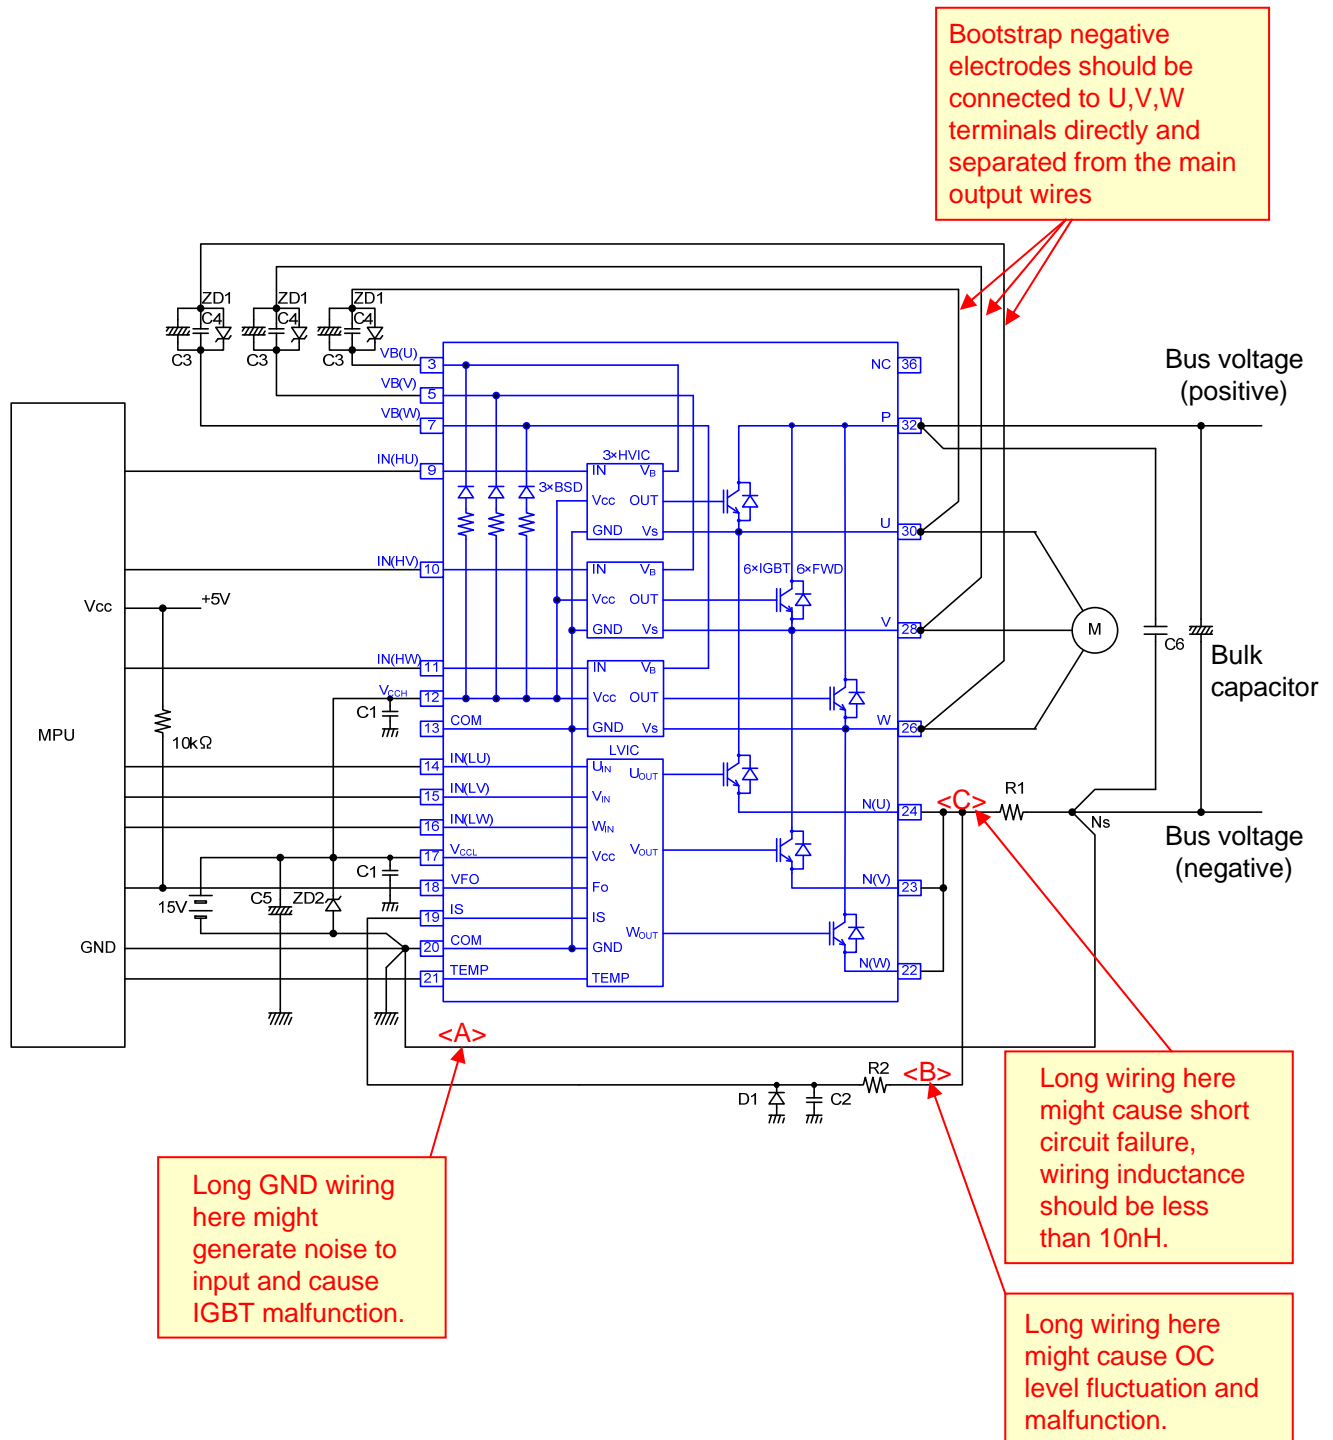 Bootstrap negative
electrodes should be
connected to U,V,W
terminals directly and
separated from the main
output wires
ZD1 ZD1 ZD1
C4 C4 C4
C3 C3 C3
VB(U) 3
VB(V) 5
VB(W) 7
NC 36
P 32
Bus voltage
(positive)
IN(HU) 9
3×HVIC
IN VB
3×BSD
Vcc OUT
GND Vs
U 30
IN(HV) 10
IN VB
6×IGBT 6×FWD
Vcc OUT
GND Vs
V 28
M
C6
Bulk
capacitor
Vcc
+5V
IN(HW) 11
IN VB
VCCH 12
Vcc OUT
C1
13 COM
GND Vs
W 26
MPU
10kΩ
LVIC
14 IN(LU)
UIN UOUT
15 IN(LV)
VIN
16 IN(LW)
WIN
N(U) 24
<C>
R1
Ns
Bus voltage
(negative)
17 VCCL
Vcc VOUT
C1
18 VFO
Fo
N(V) 23
15V
C5
ZD2
19 IS
IS
WOUT
GND
20 COM
GND
N(W) 22
21 TEMP
TEMP
<A>
R2
<B>
D1
C2
Long wiring here
might cause short
circuit failure,
wiring inductance
should be less
than 10nH.
Long GND wiring
here might
generate noise to
input and cause
IGBT malfunction.
Long wiring here
might cause OC
level fluctuation and
malfunction.